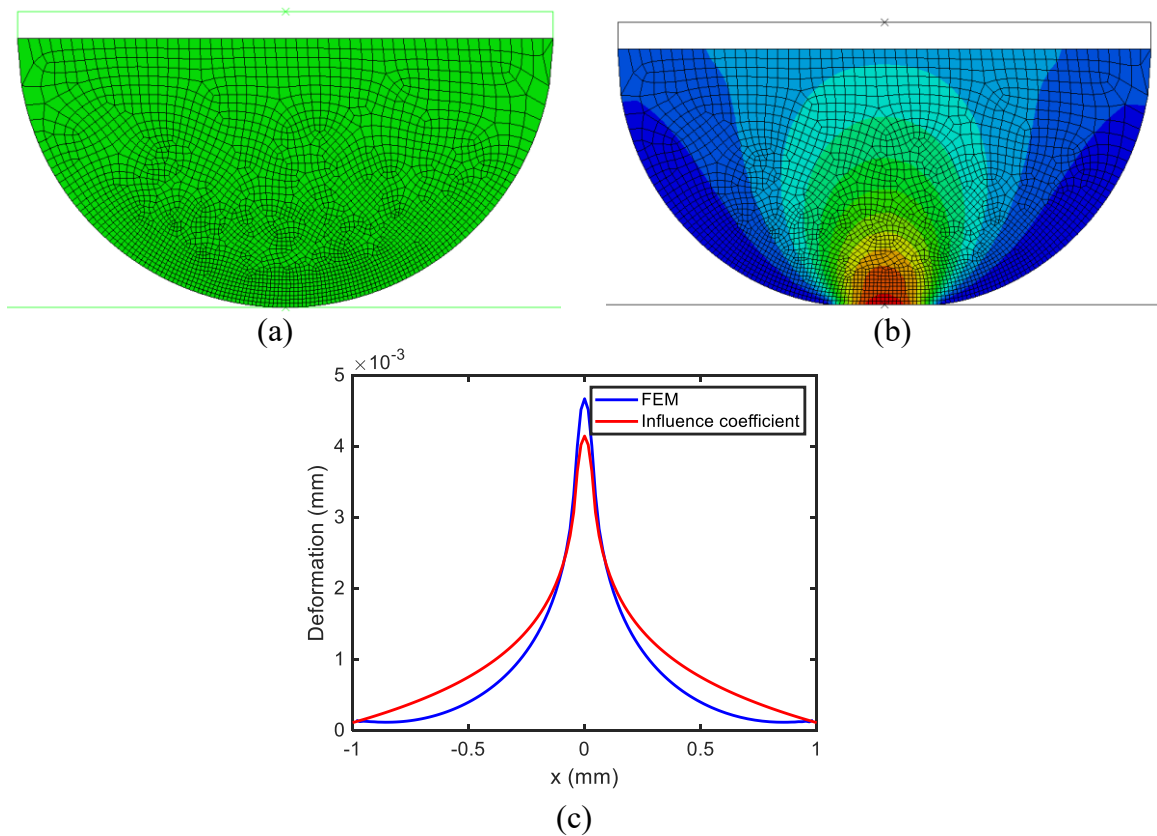 (a)
(b)
×10-3
5
4
3
2
1
0
Deformation (mm)
FEM
Influence coefficient
-1
-0.5
0
0.5
1
x (mm)
(c)